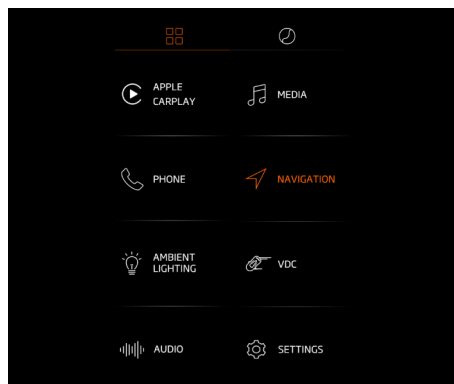 APPLE
CARPLAY
MEDIA
PHONE
NAVIGATION
AMBIENT
LIGHTING
VDC
AUDIO
SETTINGS